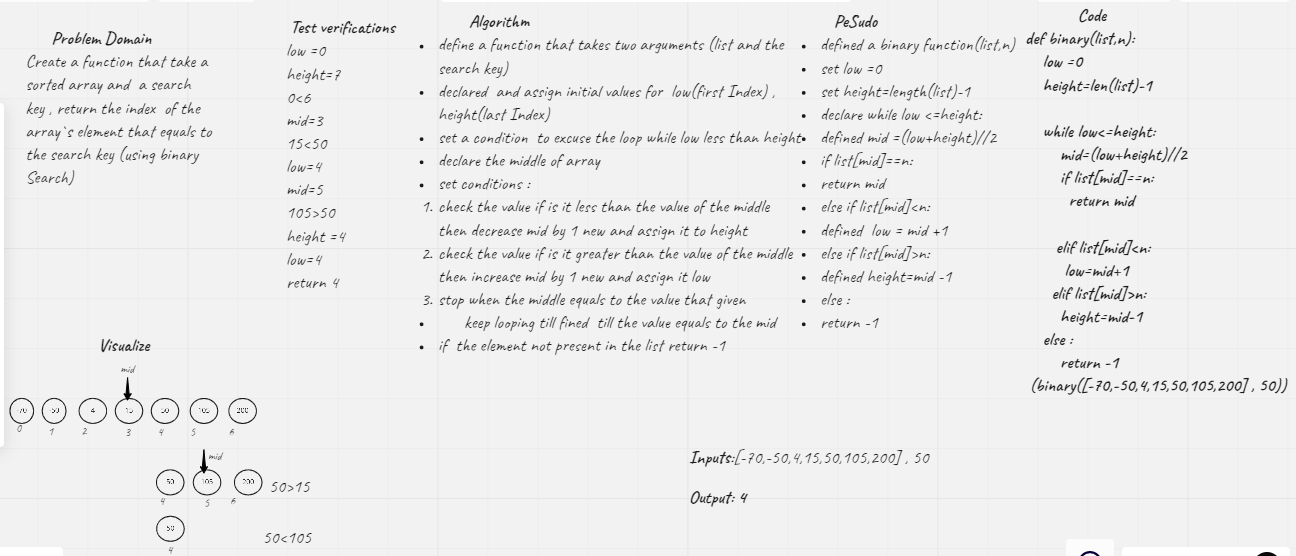 Problem Domain
Create a function that take a
sorted array and a search
key , return the index of the
array`s element that equals to
the search key (using binary
Search)
Test verifications
low =0
height=7
0<6
mid=3
15<50
low=4
mid=5
105>50
height =4
low=4
return 4
Algorithm
• define a function that takes two arguments (list and the
search key)
• declared and assign initial values for low(first Index) ,
height(last Index)
• set a condition to excuse the loop while low less than height
• declare the middle of array
• set conditions :
1. check the value if is it less than the value of the middle
then decrease mid by 1 new and assign it to height
2. check the value if is it greater than the value of the middle
then increase mid by 1 new and assign it low
3. stop when the middle equals to the value that given
• keep looping till fined till the value equals to the mid
• if the element not present in the list return -1
PeSudo
• defined a binary function(list,n)
• set low =0
• set height=length(list)-1
• declare while low <=height:
• defined mid =(low+height)//2
• if list[mid]==n:
• return mid
• else if list[mid]<n:
• defined low = mid +1
• else if list[mid]>n:
• defined height=mid -1
• else :
• return -1
Code
def binary(list,n):
low =0
height=len(list)-1
while low<=height:
mid=(low+height)//2
if list[mid]==n:
return mid
elif list[mid]<n:
low=mid+1
elif list[mid]>n:
height=mid-1
else :
return -1
(binary([-70,-50,4,15,50,105,200] , 50))
Visualize
mid
-70 -50 4 15 50 105 200
0 1 2 3 4 5 6
mid
50 105 200 50>15
4 5 6
50 50<105
4
Inputs:[-70,-50,4,15,50,105,200] , 50
Output: 4